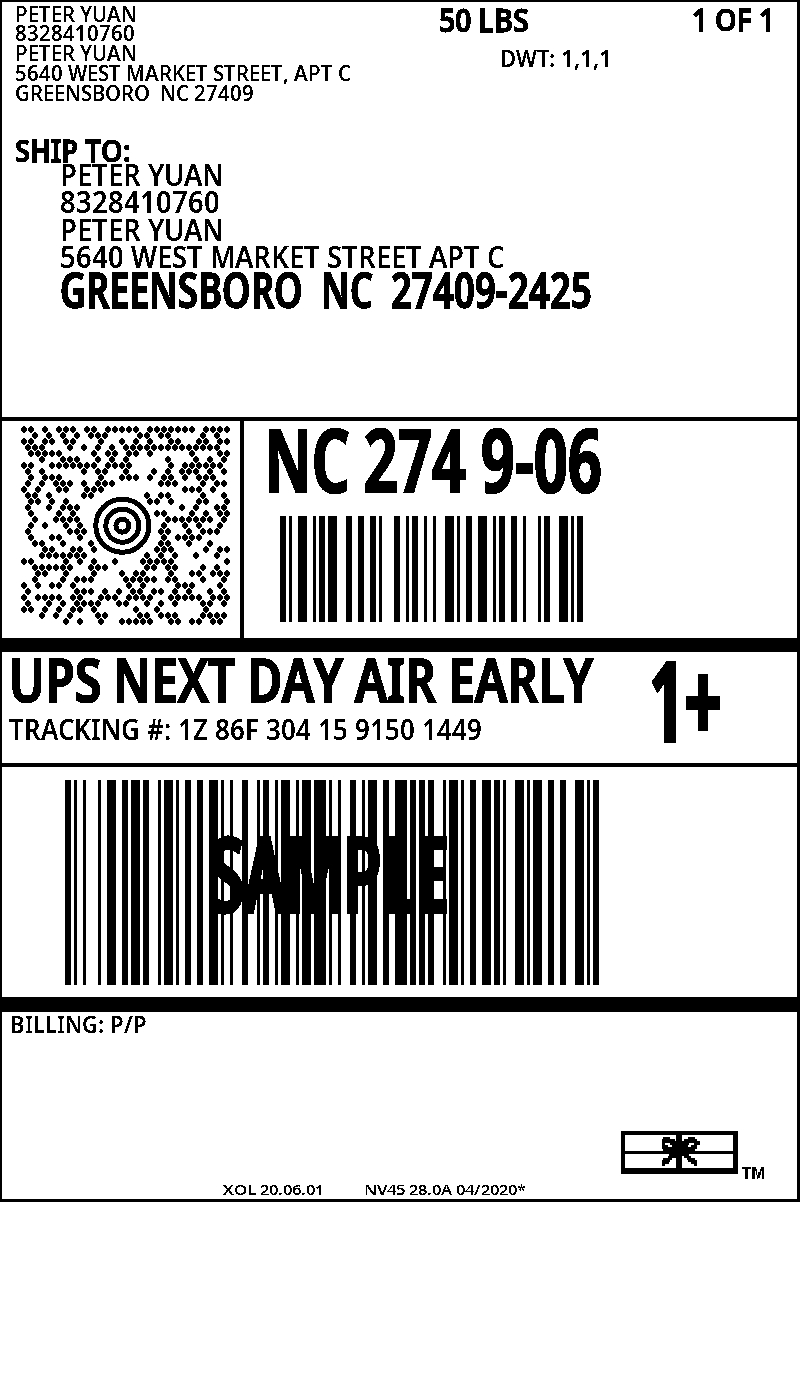 PETER YUAN
8328410760
PETER YUAN
5640 WEST MARKET STREET, APT C
GREENSBORO NC 27409
50 LBS
1 OF 1
DWT: 1,1,1
SHIP TO:
PETER YUAN
8328410760
PETER YUAN
5640 WEST MARKET STREET APT C
GREENSBORO NC 27409-2425
NC 274 9-06
UPS NEXT DAY AIR EARLY
1+
TRACKING #: 1Z 86F 304 15 9150 1449
SAMPLE
BILLING: P/P
TM
XOL 20.06.01 NV45 28.0A 04/2020*